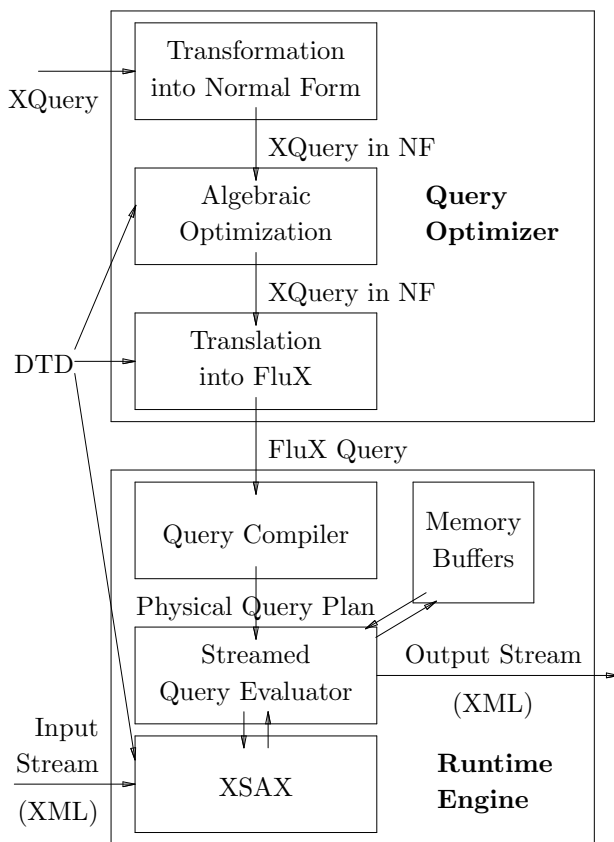 Transformation
into Normal Form
XQuery
XQuery in NF
Algebraic
Optimization
Query
Optimizer
XQuery in NF
DTD
Translation
into FluX
FluX Query
Query Compiler
Memory
Buffers
Physical Query Plan
Streamed
Query Evaluator
Output Stream
(XML)
Input
Stream
(XML)
XSAX
Runtime
Engine